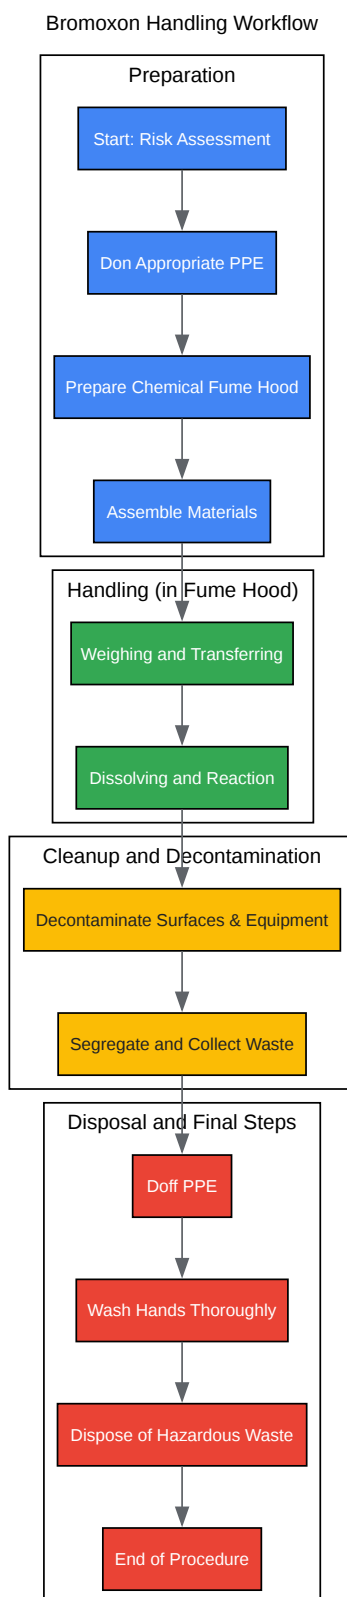 Bromoxon Handling Workflow
Preparation
Start: Risk Assessment
Don Appropriate PPE
Prepare Chemical Fume Hood
Assemble Materials
Handling (in Fume Hood)
Weighing and Transferring
Dissolving and Reaction
Cleanup and Decontamination
Decontaminate Surfaces & Equipment
Segregate and Collect Waste
Disposal and Final Steps
Doff PPE
Wash Hands Thoroughly
Dispose of Hazardous Waste
End of Procedure